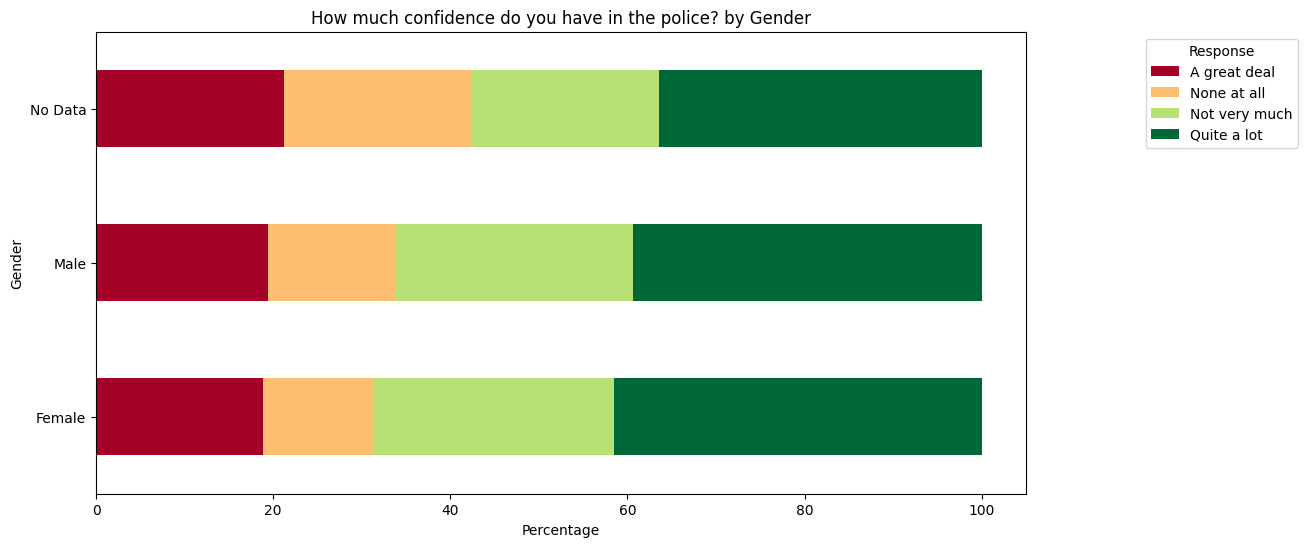 How much confidence do you have in the police? by Gender
Response
A great deal
None at all
Not very much
Quite a lot
No Data
Male
Female
Gender
0 20 40 60 80 100
Percentage